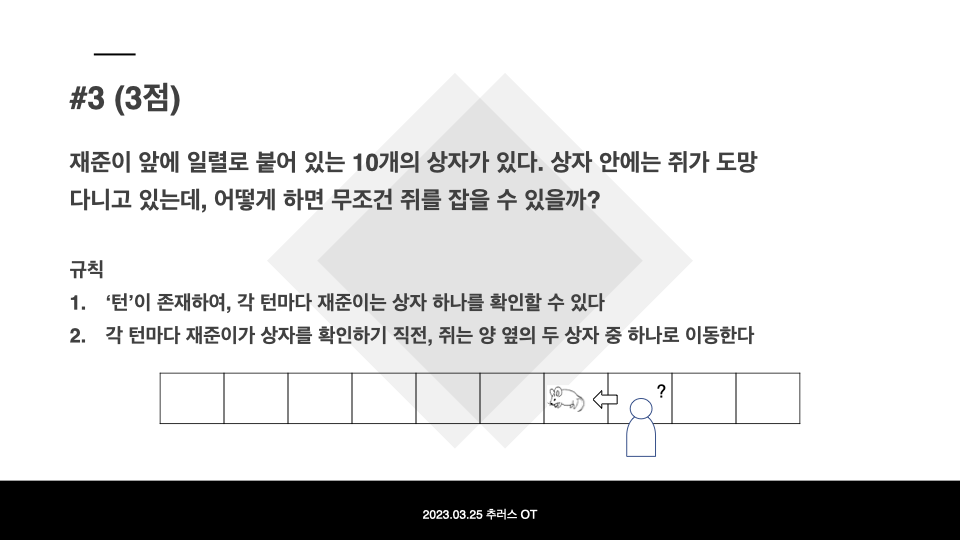 #3 (3점)
재준이 앞에 일렬로 붙어 있는 10개의 상자가 있다. 상자 안에는 쥐가 도망
다니고 있는데, 어떻게 하면 무조건 쥐를 잡을 수 있을까?
규칙
1. ‘턴’이 존재하여, 각 턴마다 재준이는 상자 하나를 확인할 수 있다
2. 각 턴마다 재준이가 상자를 확인하기 직전, 쥐는 양 옆의 두 상자 중 하나로 이동한다
?
2023.03.25 추러스 OT